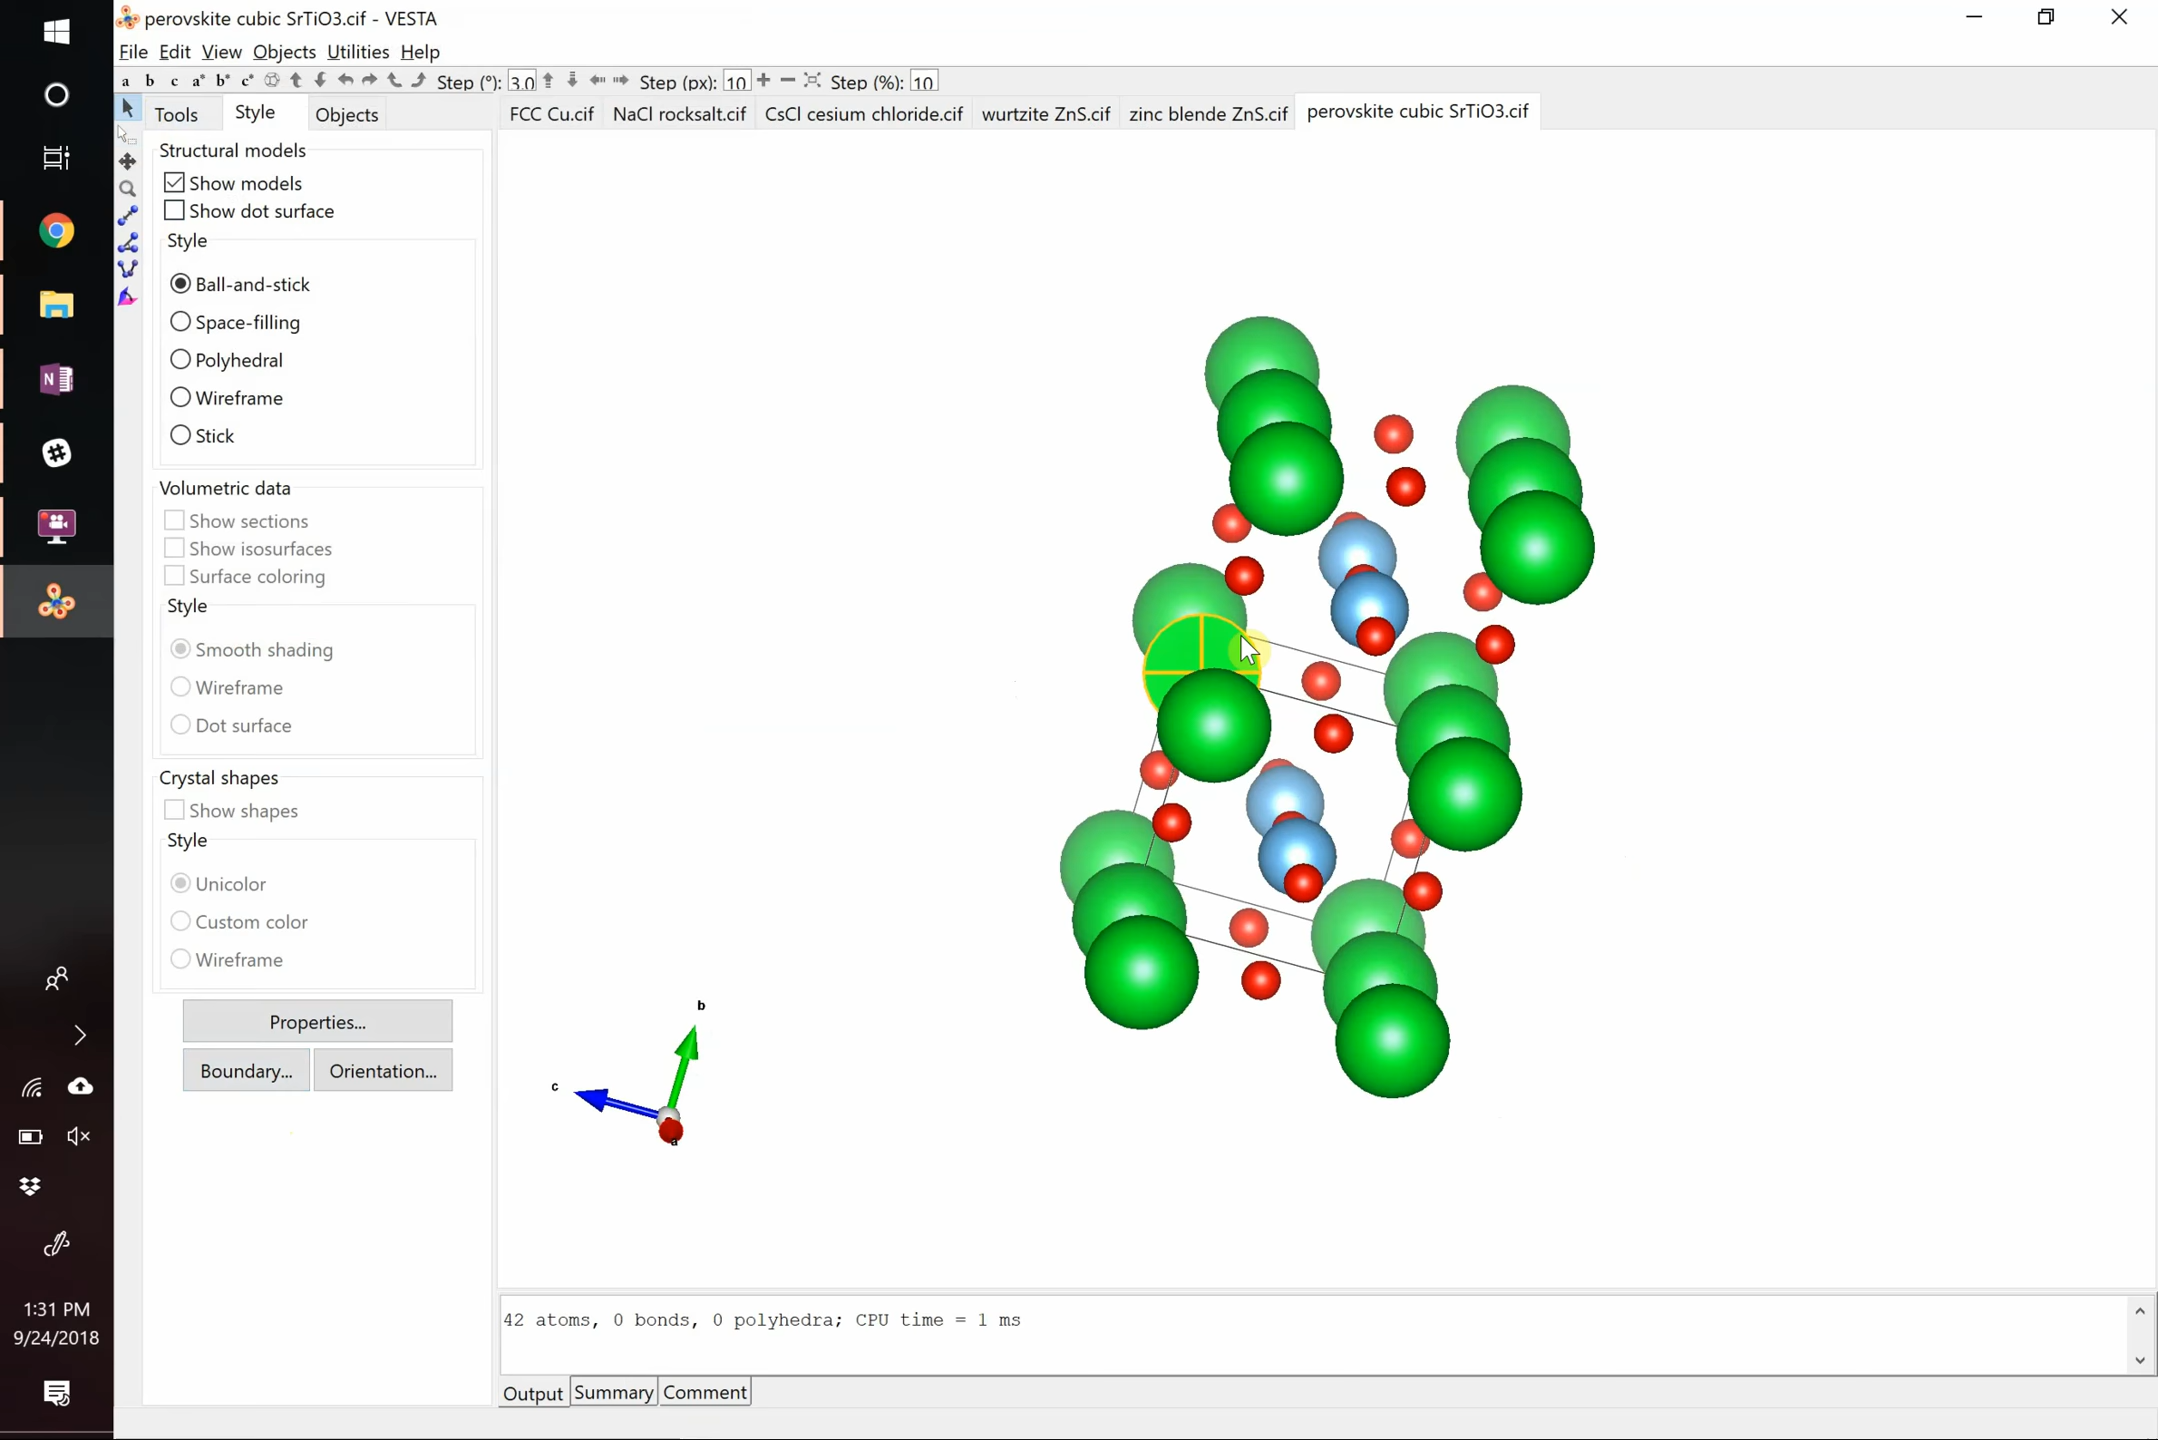 perovskite cubic SrTiO3.cif - VESTA
File Edit View Objects Utilities Help
a b c a* b* c* Step (°): 3.0 Step (px): 10 Step (%): 10
Tools Style Objects
FCC Cu.cif NaCl rocksalt.cif CsCl cesium chloride.cif wurtzite ZnS.cif zinc blende ZnS.cif perovskite cubic SrTiO3.cif
Structural models
Show models
Show dot surface
Style
Ball-and-stick
Space-filling
Polyhedral
Wireframe
Stick
Volumetric data
Show sections
Show isosurfaces
Surface coloring
Style
Smooth shading
Wireframe
Dot surface
Crystal shapes
Show shapes
Style
Unicolor
Custom color
Wireframe
Properties...
Boundary... Orientation...
b
c
a
42 atoms, 0 bonds, 0 polyhedra; CPU time = 1 ms
Output Summary Comment
N
1:31 PM
9/24/2018